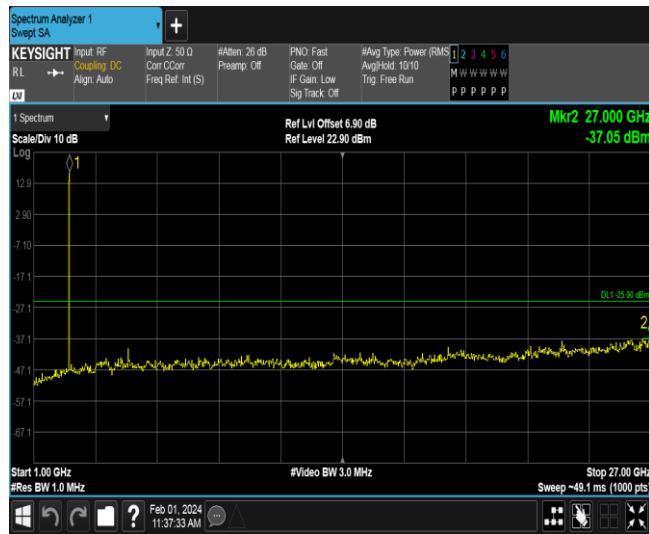 Spectrum Analyzer 1
Swept SA
+
KEYSIGHT
RL
LXI
Input: RF
Coupling: DC
Align: Auto
Input Z: 50 Ω
Corr CCorr
Freq Ref: Int (S)
#Atten: 26 dB
Preamp: Off
PNO: Fast
Gate: Off
IF Gain: Low
Sig Track: Off
#Avg Type: Power (RMS
Avg|Hold: 10/10
Trig: Free Run
1 2 3 4 5 6
M W W W W W
P P P P P P
1 Spectrum
Scale/Div 10 dB
Log
Ref Lvl Offset 6.90 dB
Ref Level 22.90 dBm
Mkr2 27.000 GHz
-37.05 dBm
1
12.9
2.90
-7.10
-17.1
DL1 -25.00 dBm
-27.1
2
-37.1
-47.1
-57.1
-67.1
Start 1.00 GHz
#Video BW 3.0 MHz
Stop 27.00 GHz
#Res BW 1.0 MHz
Sweep ~49.1 ms (1000 pts
?
Feb 01, 2024
11:37:33 AM